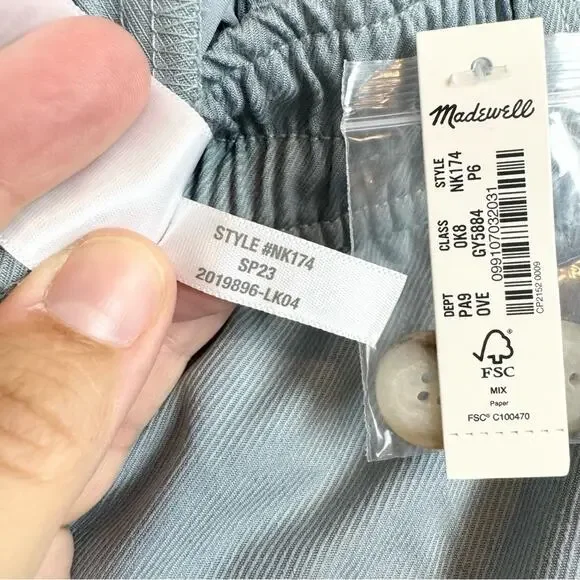 STYLE #NK174
SP23
2019896-LK04
Madewell
STYLE
NK174 P6
CLASS
0K8 GY5884
DEPT
PA9 OVE
099107032031
CP2152 0009
FSC
MIX
Paper
FSC® C100470